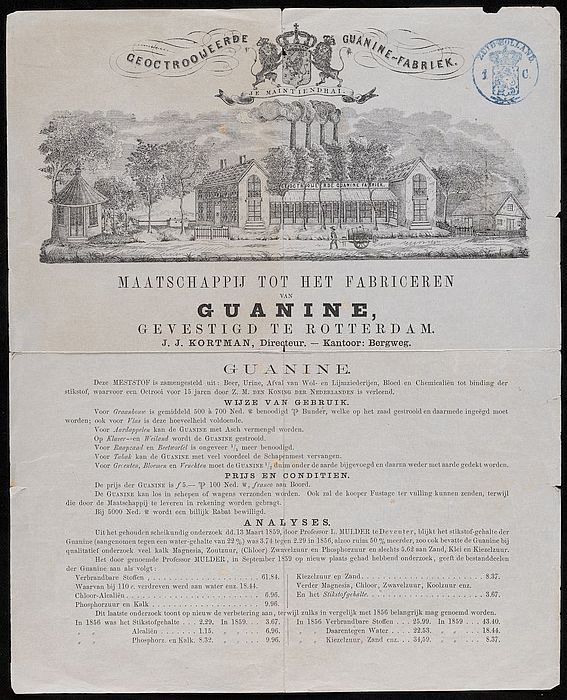 GEOCTROOIJEERDE GUANINE-FABRIEK.
JE MAINTIENDRAI.
ZUID HOLLAND
1 C.
GEOCTROOIJEERDE GUANINE FABRIEK.
MAATSCHAPPIJ TOT HET FABRICEREN
VAN
GUANINE,
GEVESTIGD TE ROTTERDAM.
J. J. KORTMAN, Directeur. — Kantoor: Bergweg.
GUANINE.
Deze MESTSTOF is zamengesteld uit: Beer, Urine, Afval van Wol- en Lijmziederijen, Bloed en Chemicaliën tot binding der
stikstof, waarvoor een Octrooi voor 15 jaren door Z. M. DEN KONING DER NEDERLANDEN is verleend.
WIJZE VAN GEBRUIK.
Voor Graanbouw is gemiddeld 500 à 700 Ned. ℔ benoodigd ⅌ Bunder, welke op het zaad gestrooid en daarmede ingeëgd moet
worden; ook voor Vlas is deze hoeveelheid voldoende.
Voor Aardappelen kan de GUANINE met Asch vermengd worden.
Op Klaver- en Weiland wordt de GUANINE gestrooid.
Voor Raapzaad en Beetwortel is ongeveer meer benoodigd.
Voor Tabak kan de GUANINE met veel voordeel de Schapenmest vervangen.
Voor Groenten, Bloemen en Vruchten moet de GUANINE duim onder de aarde bijgevoegd en daarna weder met aarde gedekt worden.
PRIJS EN CONDITIEN.
De prijs der GUANINE is ƒ 5.— ⅌ 100 Ned. ℔, franco aan Boord.
De GUANINE kan los in schepen of wagens verzonden worden. Ook zal de kooper Fustage ter vulling kunnen zenden, terwijl
die door de Maatschappij te leveren in rekening worden gebragt.
Bij 5000 Ned. ℔ wordt een billijk Rabat bewilligd.
ANALYSES.
Uit het gehouden scheikundig onderzoek dd. 13 Maart 1859, door Professor L. MULDER te Deventer, blijkt het stikstof-gehalte der
Guanine (aangenomen tegen een water-gehalte van 22 %) was 3.74 tegen 2.29 in 1856, alzoo ruim 50 % meerder, zoo ook bevatte de Guanine bij
qualitatief onderzoek veel kalk Magnesia, Zoutzuur, (Chloor) Zwavelzuur en Phosphorzuur en slechts 5.62 aan Zand, Klei en Kiezelzuur.
Het door genoemde Professor MULDER, in September 1859 op nieuw plaats gehad hebbend onderzoek, geeft de bestanddeelen
der Guanine aan als volgt:
Verbrandbare Stoffen . . . . . . . . . . 61.84.
Waarvan bij 110 c. verdreven werd aan water enz. 18.44.
Chloor-Alcaliën . . . . . . . . . . 6.96.
Phosphorzuur en Kalk . . . . . . . . . . 9.96.
Kiezelzuur en Zand . . . . . . . . . . 8.37.
Verder Magnesia, Chloor, Zwavelzuur, Koolzuur enz.
En het Stikstofgehalte . . . . . . . . . . 3.67.
Dit laatste onderzoek toont op nieuw de verbetering aan, terwijl zulks in vergelijk met 1856 belangrijk mag genoemd worden.
In 1856 was het Stikstofgehalte . . . 2.29. In 1859 . . . 3.67.
„ „ Alcaliën . . . . 1.15. „ „ . . . 6.96.
„ „ Phosphorz. en Kalk. 8.32. „ „ . . . 9.96.
In 1856 Verbrandbare Stoffen . . . 25.99. In 1859 . . . 43.40.
„ „ Daarentegen Water . . . 22.53. „ „ . . . 18.44.
„ „ Kiezelzuur, Zand enz. . . . 34,59. „ „ . . . 8.37.